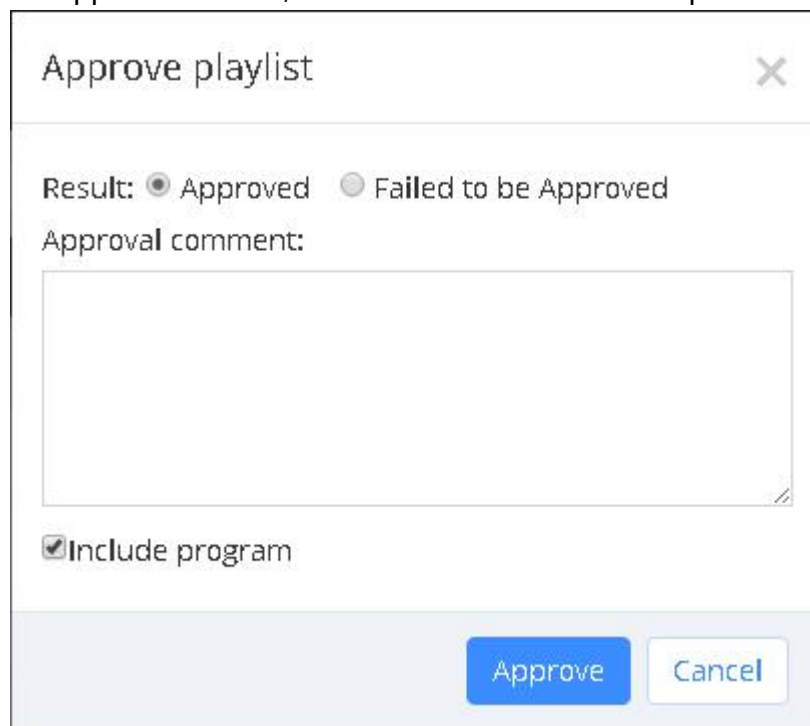 Approve playlist
Result: Approved Failed to be Approved
Approval comment:
Include program
Approve Cancel